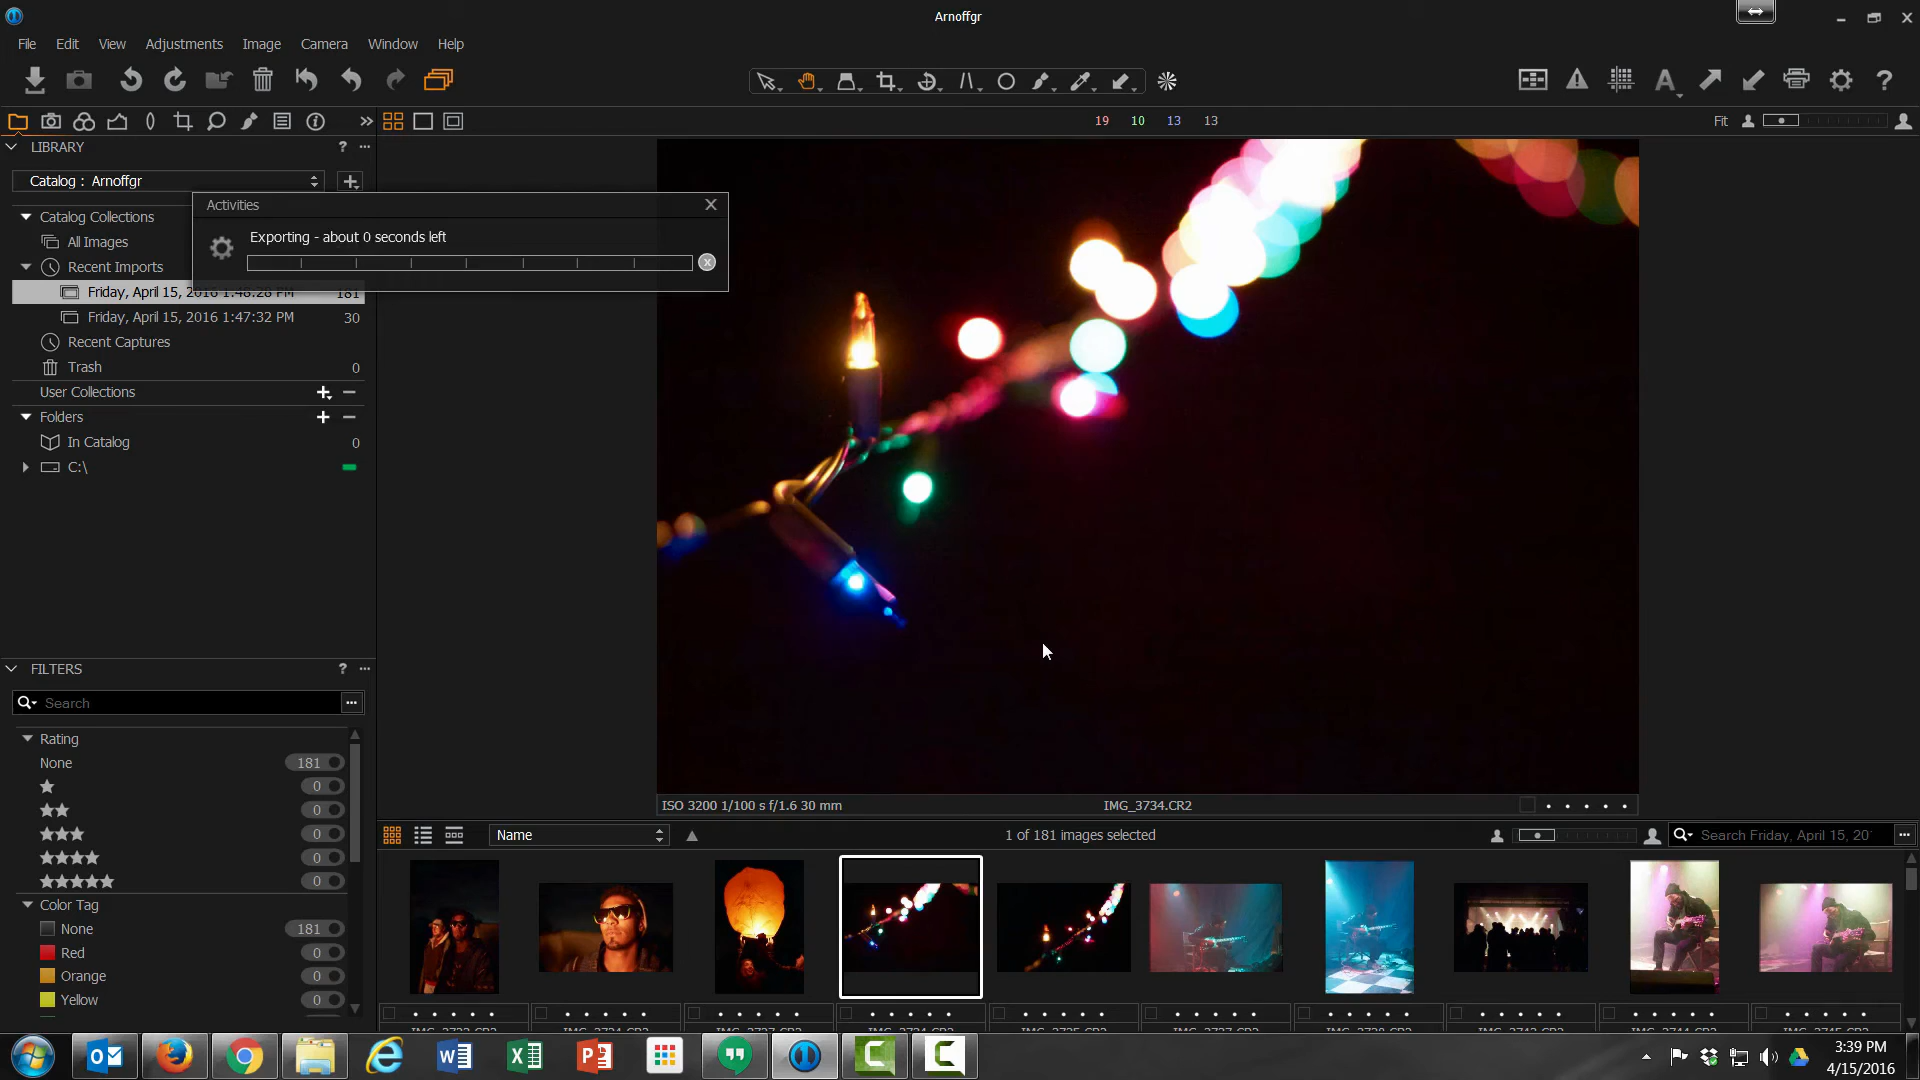 Arnoffgr
File Edit View Adjustments Image Camera Window Help
19 10 13 13
Fit
LIBRARY ? ...
Catalog : Arnoffgr
Activities
Exporting - about 0 seconds left
Catalog Collections
All Images
Recent Imports
Friday, April 15, 2016 1:48:28 PM 181
Friday, April 15, 2016 1:47:32 PM 30
Recent Captures
Trash 0
User Collections
Folders
In Catalog 0
C:\
ISO 3200 1/100 s f/1.6 30 mm
IMG_3734.CR2
FILTERS ? ...
Search
Rating
None 181
0
0
0
0
0
Color Tag
None 181
Red 0
Orange 0
Yellow 0
Name
1 of 181 images selected
Search Friday, April 15, 20
3:39 PM
4/15/2016